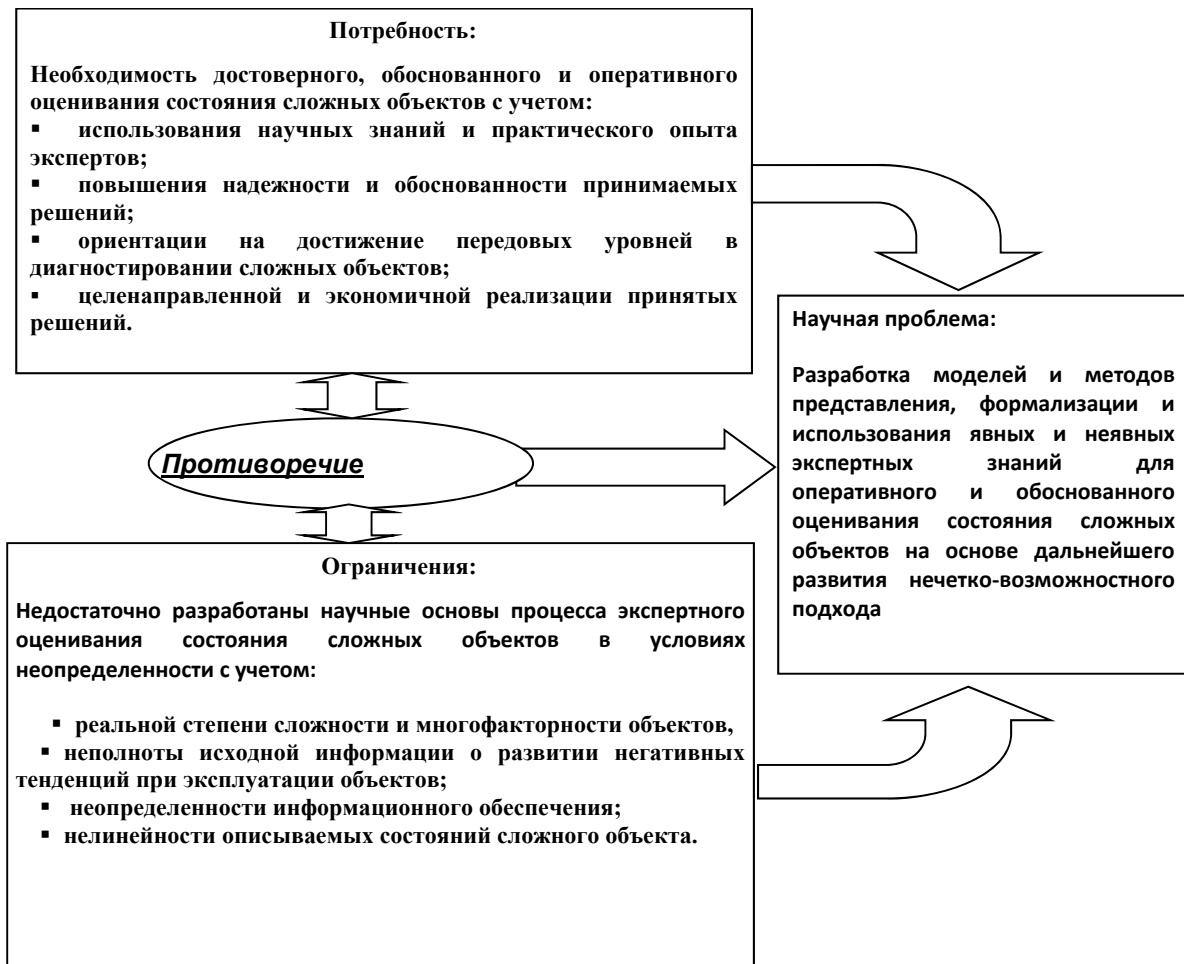 Потребность:
Необходимость достоверного, обоснованного и оперативного
оценивания состояния сложных объектов с учетом:
▪ использования научных знаний и практического опыта
экспертов;
▪ повышения надежности и обоснованности принимаемых
решений;
▪ ориентации на достижение передовых уровней в
диагностировании сложных объектов;
▪ целенаправленной и экономичной реализации принятых
решений.
Противоречие
Ограничения:
Недостаточно разработаны научные основы процесса экспертного
оценивания состояния сложных объектов в условиях
неопределенности с учетом:
▪ реальной степени сложности и многофакторности объектов,
▪ неполноты исходной информации о развитии негативных
тенденций при эксплуатации объектов;
▪ неопределенности информационного обеспечения;
▪ нелинейности описываемых состояний сложного объекта.
Научная проблема:
Разработка моделей и методов
представления, формализации и
использования явных и неявных
экспертных знаний для
оперативного и обоснованного
оценивания состояния сложных
объектов на основе дальнейшего
развития нечетко-возможностного
подхода